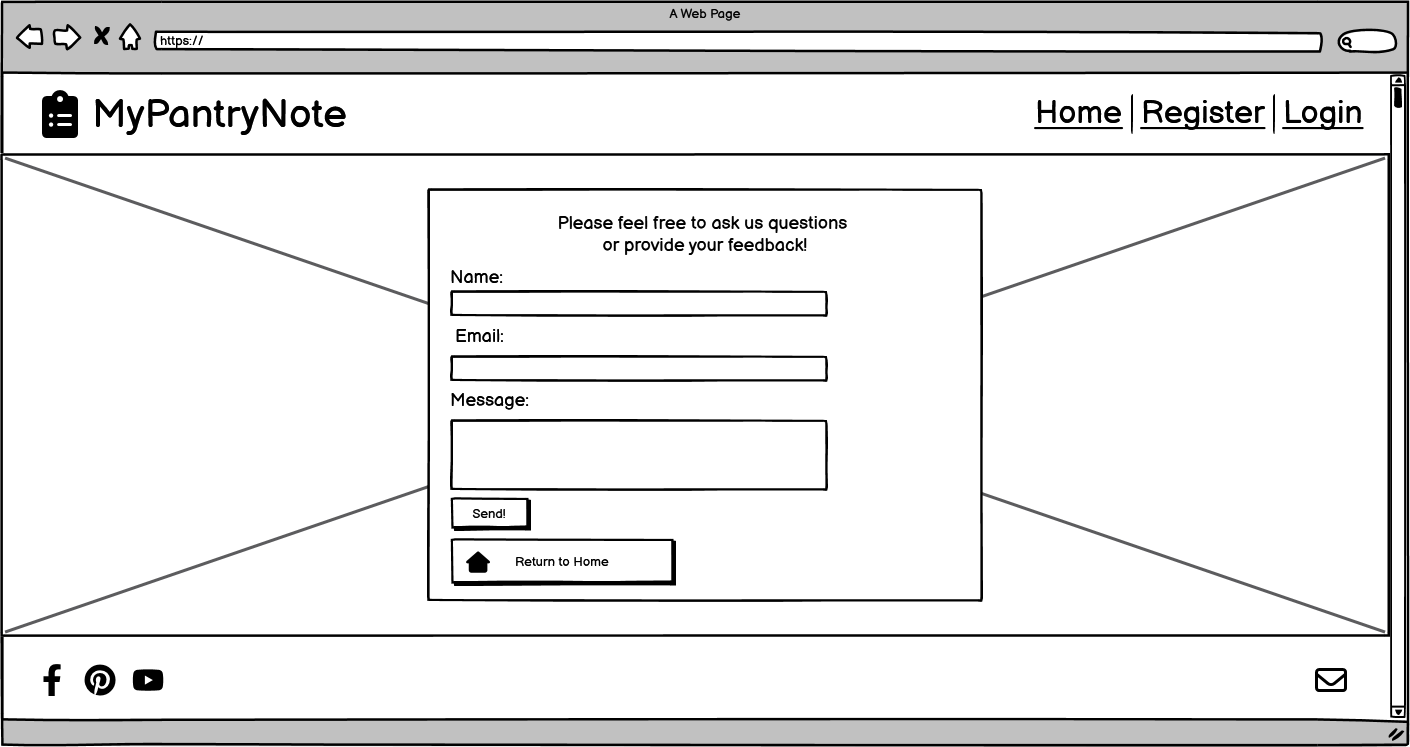 A Web Page
https://
MyPantryNote
Home Register Login
Please feel free to ask us questions
or provide your feedback!
Name:
Email:
Message:
Send!
Return to Home